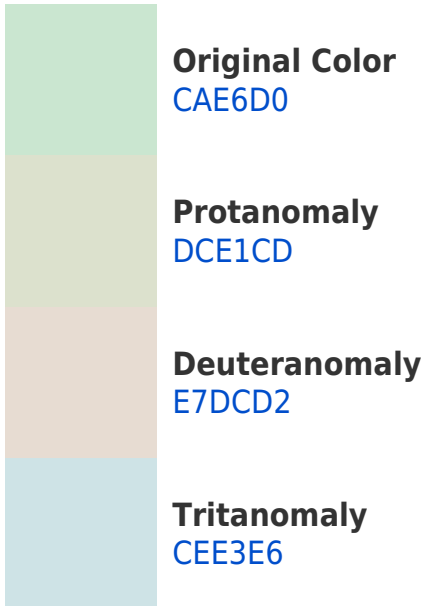 Original Color
CAE6D0
Protanomaly
DCE1CD
Deuteranomaly
E7DCD2
Tritanomaly
CEE3E6